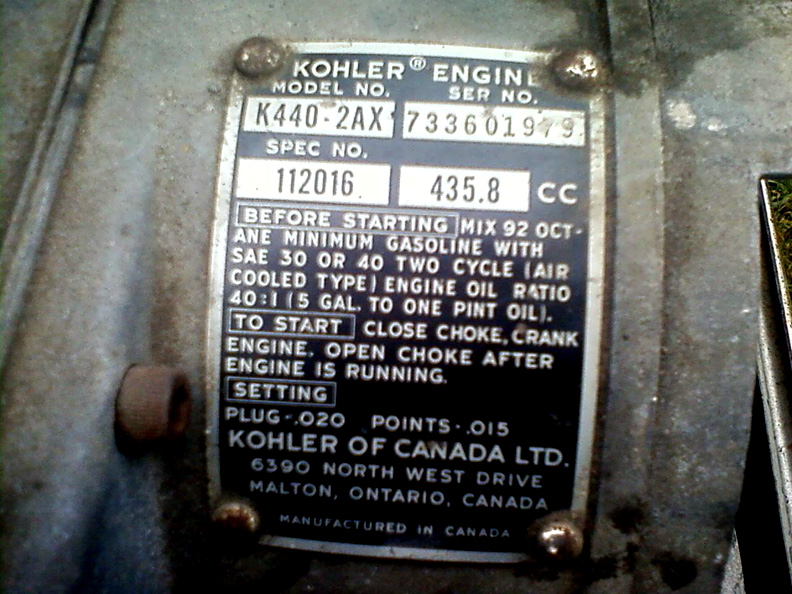 KOHLER® ENGINE
MODEL NO. SER NO.
K440-2AX 733601979
SPEC NO.
112016 435.8 CC
BEFORE STARTING MIX 92 OCT-
ANE MINIMUM GASOLINE WITH
SAE 30 OR 40 TWO CYCLE (AIR
COOLED TYPE) ENGINE OIL RATIO
40:1 (5 GAL. TO ONE PINT OIL).
TO START CLOSE CHOKE, CRANK
ENGINE. OPEN CHOKE AFTER
ENGINE IS RUNNING.
SETTING
PLUG-.020 POINTS-.015
KOHLER OF CANADA LTD.
6390 NORTH WEST DRIVE
MALTON, ONTARIO, CANADA
MANUFACTURED IN CANADA